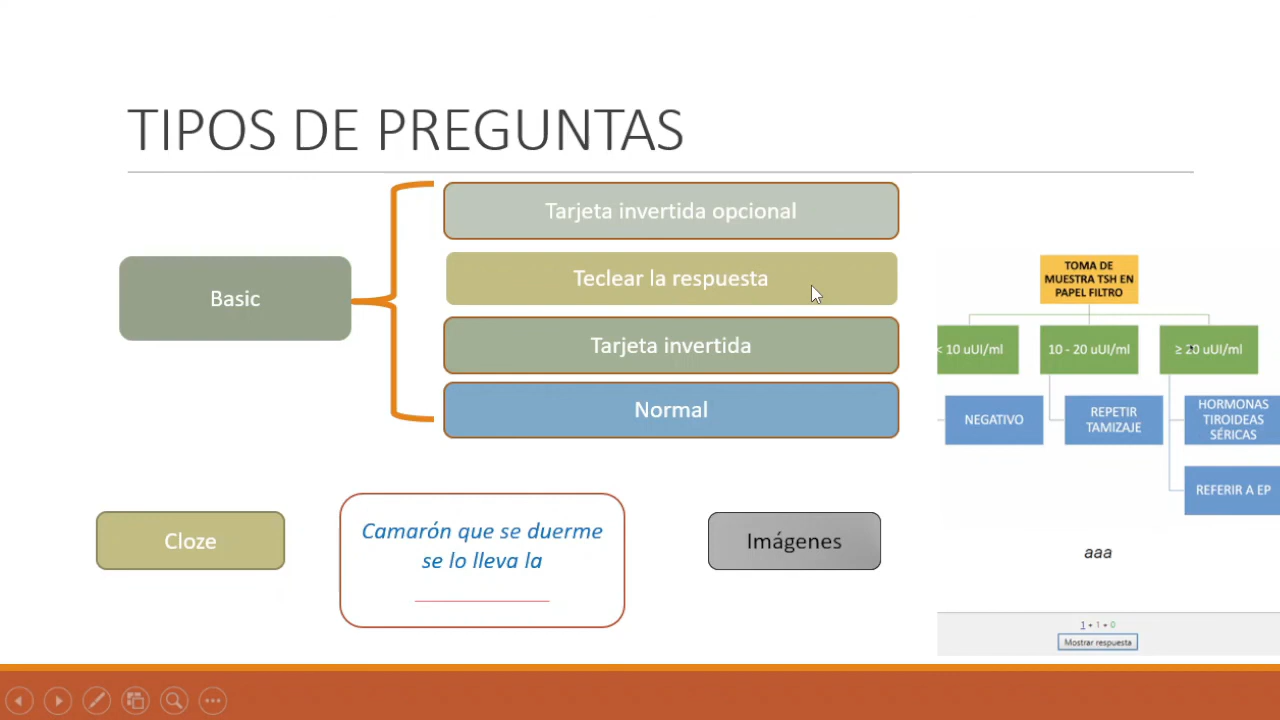 TIPOS DE PREGUNTAS
Tarjeta invertida opcional
Teclear la respuesta
Tarjeta invertida
Normal
Basic
Cloze
Camarón que se duerme
se lo lleva la
Imágenes
TOMA DE
MUESTRA TSH EN
PAPEL FILTRO
< 10 uUI/ml
10 - 20 uUI/ml
≥ 20 uUI/ml
NEGATIVO
REPETIR
TAMIZAJE
HORMONAS
TIROIDEAS
SÉRICAS
REFERIR A EP
aaa
1 + 1 + 0
Mostrar respuesta